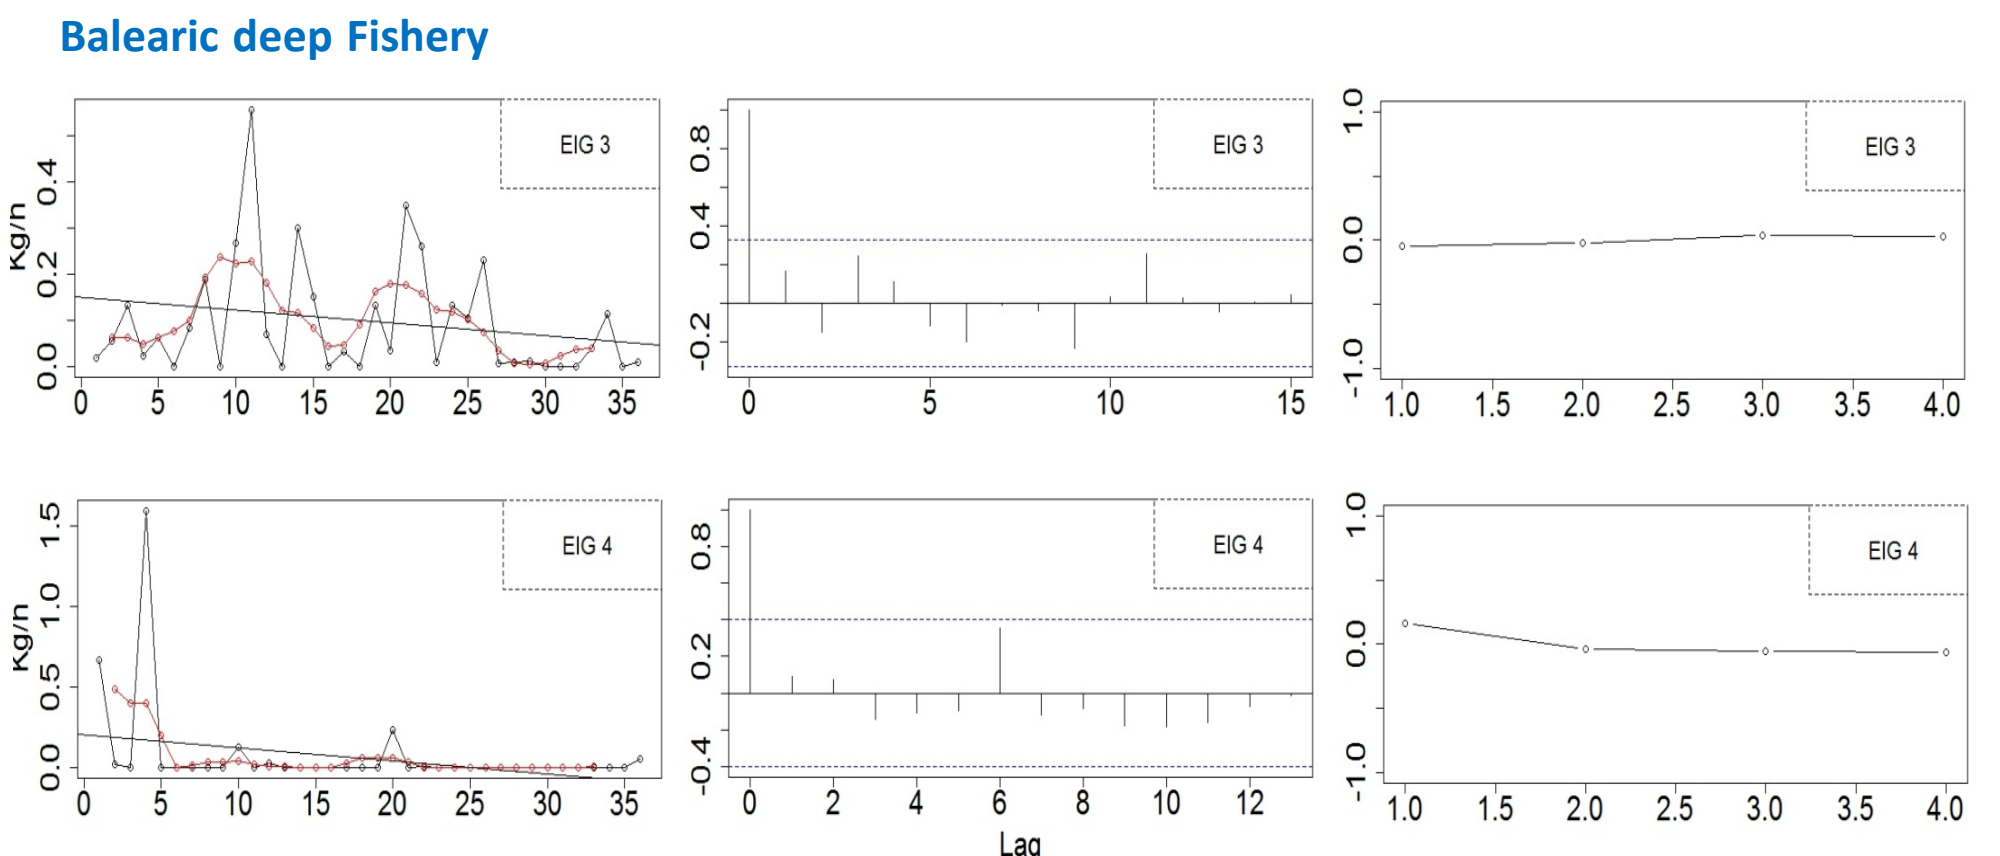 Balearic deep Fishery
EIG 3
Kg/n
0.0 0.2 0.4
0 5 10 15 20 25 30 35
EIG 3
-0.2 0.4 0.8
0 5 10 15
EIG 3
-1.0 0.0 1.0
1.0 1.5 2.0 2.5 3.0 3.5 4.0
EIG 4
Kg/n
0.0 0.5 1.0 1.5
0 5 10 15 20 25 30 35
EIG 4
-0.4 0.2 0.8
0 2 4 6 8 10 12
Lag
EIG 4
-1.0 0.0 1.0
1.0 1.5 2.0 2.5 3.0 3.5 4.0